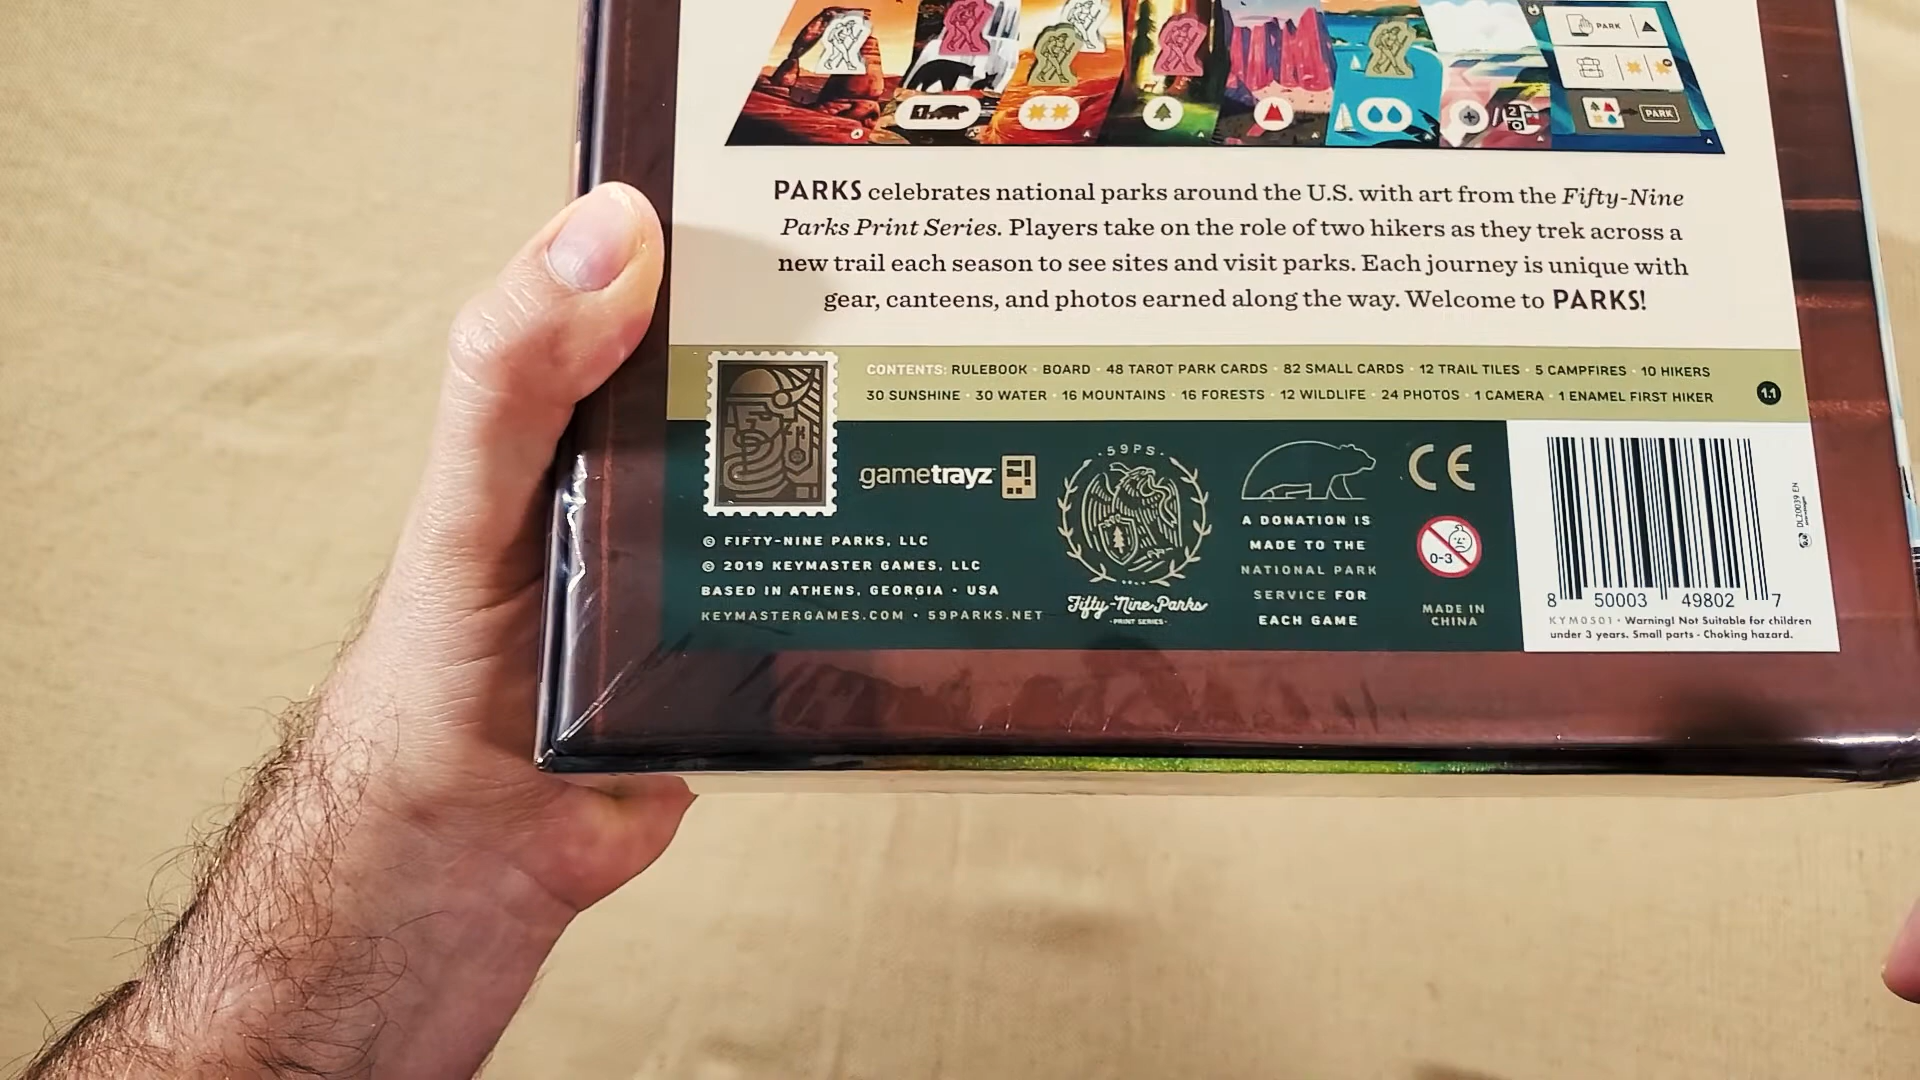 PARK
PARK
PARKS celebrates national parks around the U.S. with art from the Fifty-Nine
Parks Print Series. Players take on the role of two hikers as they trek across a
new trail each season to see sites and visit parks. Each journey is unique with
gear, canteens, and photos earned along the way. Welcome to PARKS!
CONTENTS: RULEBOOK · BOARD · 48 TAROT PARK CARDS · 82 SMALL CARDS · 12 TRAIL TILES · 5 CAMPFIRES · 10 HIKERS
30 SUNSHINE · 30 WATER · 16 MOUNTAINS · 16 FORESTS · 12 WILDLIFE · 24 PHOTOS · 1 CAMERA · 1 ENAMEL FIRST HIKER
1.1
gametrayz
© FIFTY-NINE PARKS, LLC
© 2019 KEYMASTER GAMES, LLC
BASED IN ATHENS, GEORGIA · USA
KEYMASTERGAMES.COM · 59PARKS.NET
· 59PS ·
Fifty-Nine Parks
· PRINT SERIES ·
A DONATION IS
MADE TO THE
NATIONAL PARK
SERVICE FOR
EACH GAME
CE
0-3
MADE IN
CHINA
8 50003 49802 7
KYM0501 · Warning! Not Suitable for children
under 3 years. Small parts - Choking hazard.
DL20039 EN